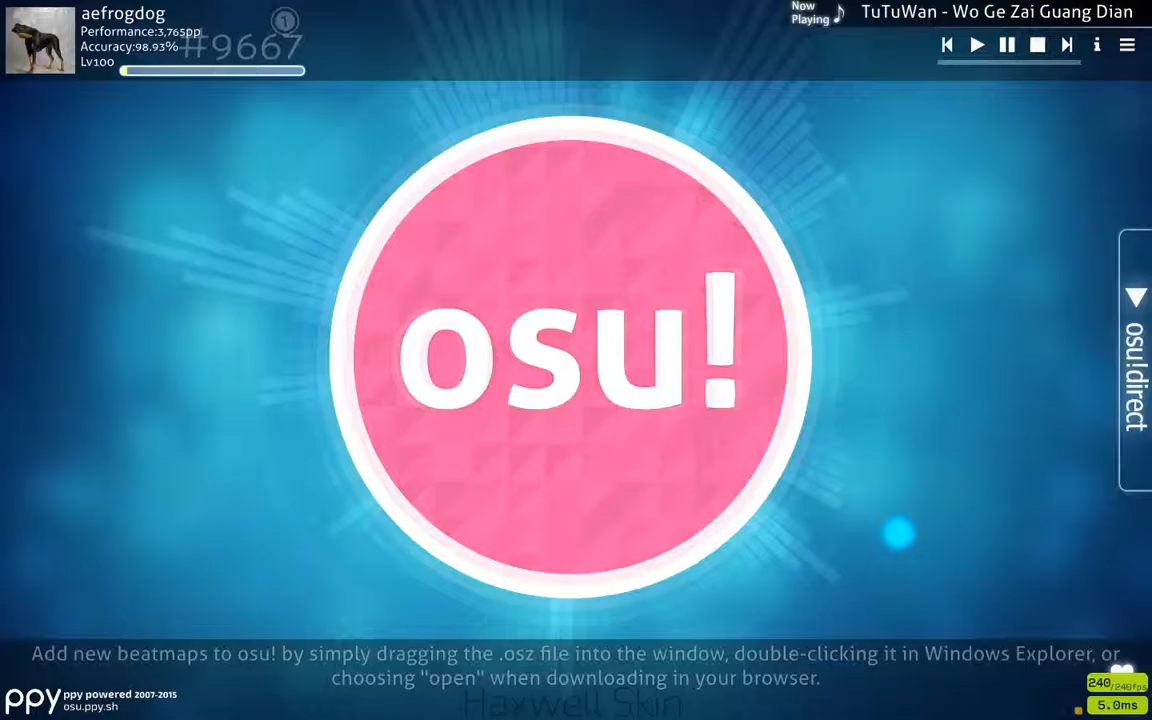 aefrogdog
Performance:3,765pp
Accuracy:98.93%
Lv100
#9667
1
Now
Playing
TuTuWan - Wo Ge Zai Guang Dian
osu!
osu!direct
Add new beatmaps to osu! by simply dragging the .osz file into the window, double-clicking it in Windows Explorer, or
choosing "open" when downloading in your browser.
Haxwell Skin
ppy
ppy powered 2007-2015
osu.ppy.sh
240/240fps
5.0ms